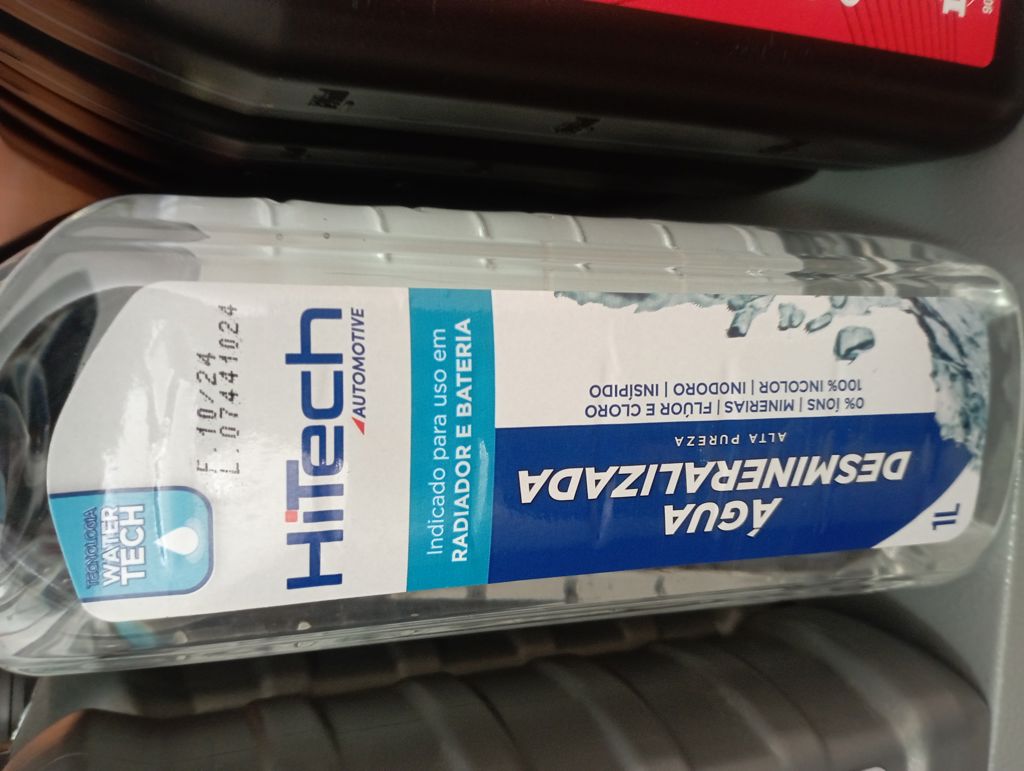 TECNOLOGIA
WATER
TECH
F.10/24
L.07441024
HiTech
AUTOMOTIVE
Indicado para uso em
RADIADOR E BATERIA
ÁGUA
DESMINERALIZADA
ALTA PUREZA
0% ÍONS | MINERIAS | FLÚOR E CLORO
100% INCOLOR | INODORO | INSIPIDO
1L